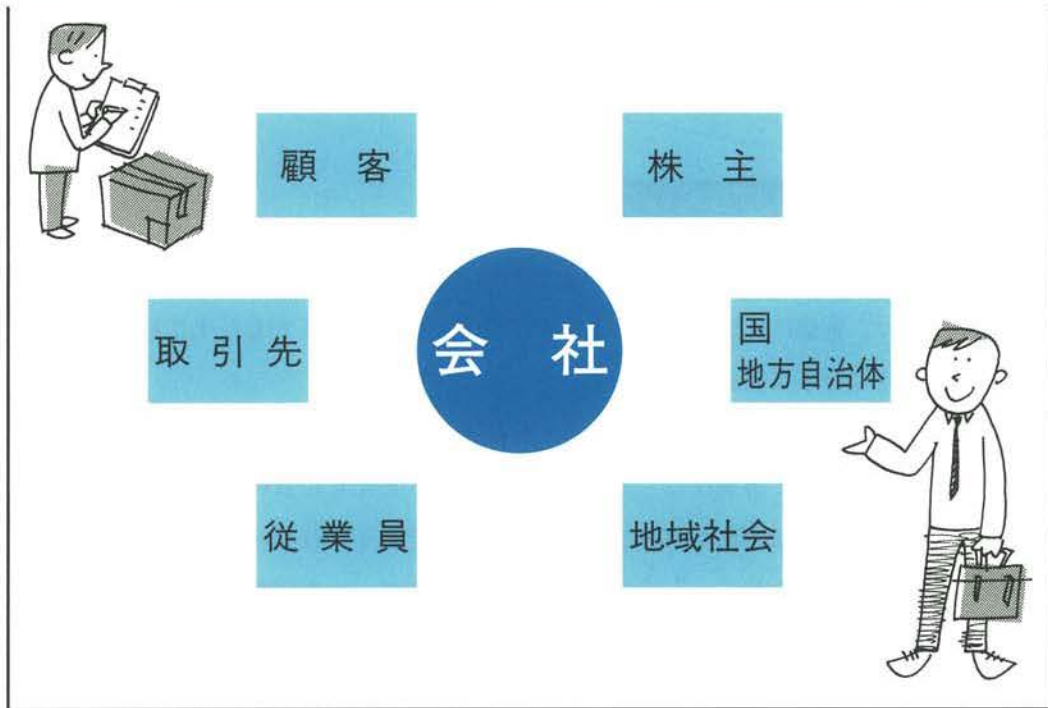 顧客
株主
取引先
会社
国
地方自治体
従業員
地域社会